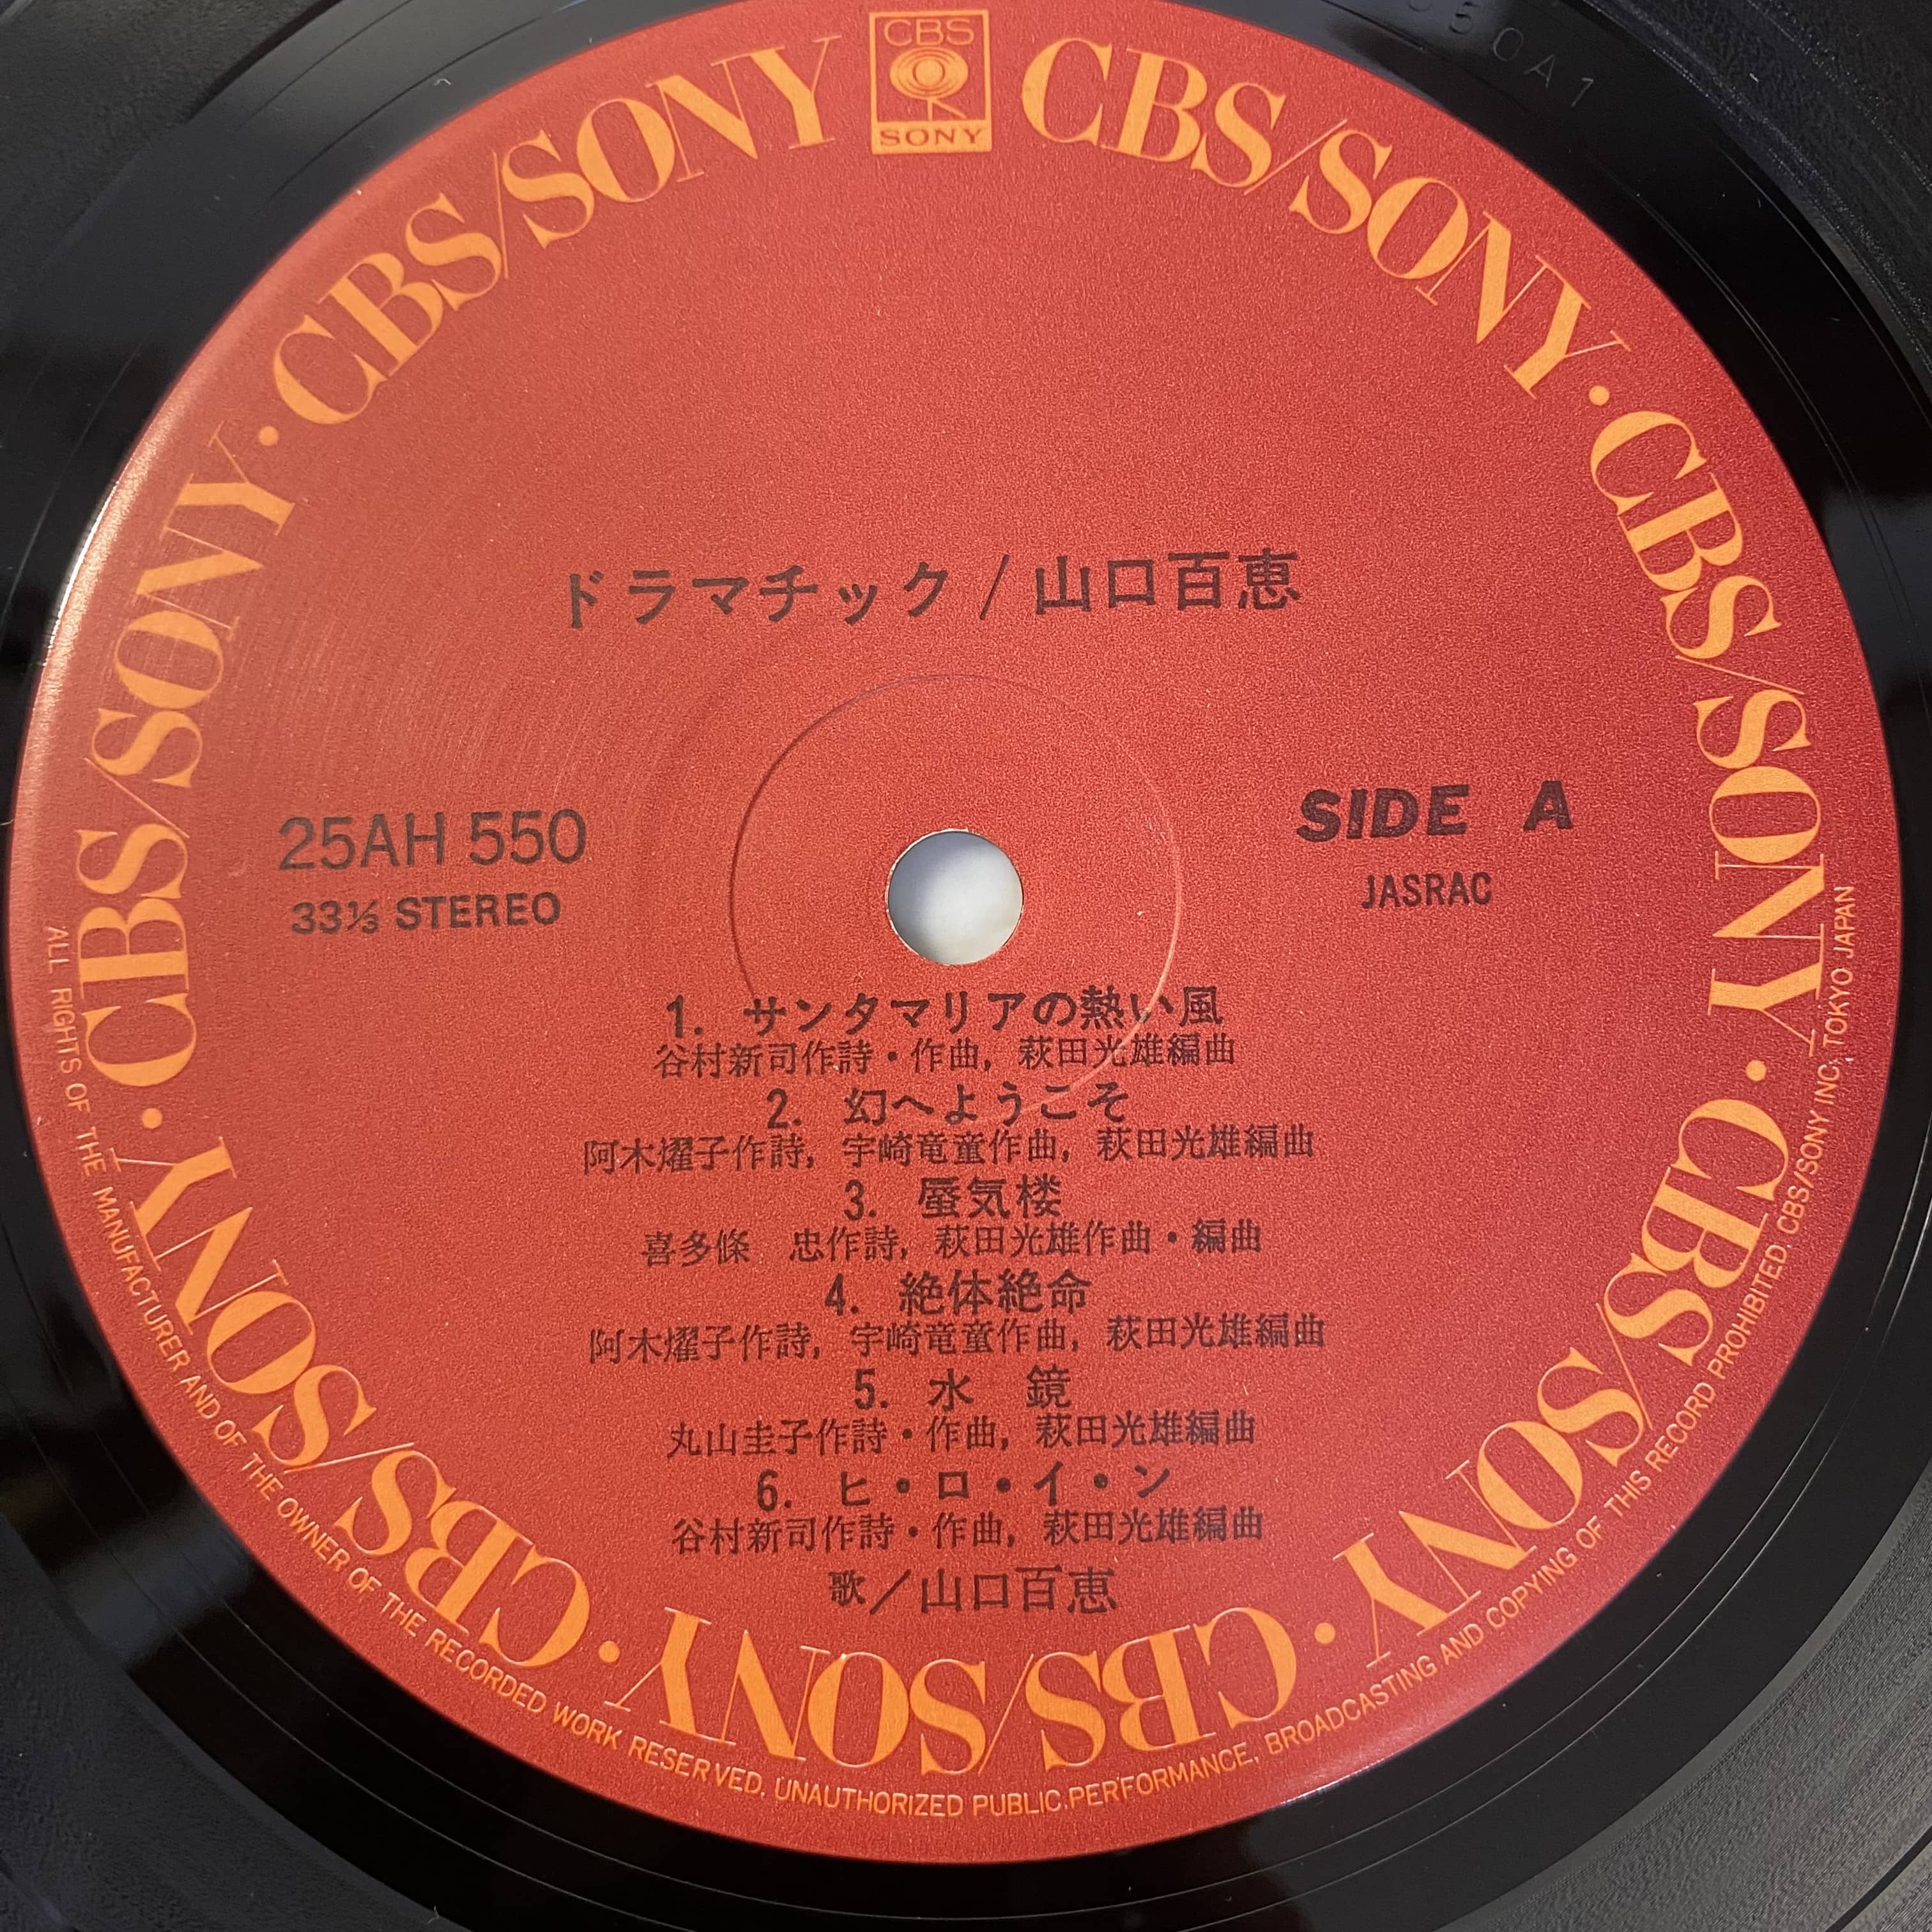 CBS
SONY
CBS/SONY · CBS/SONY · CBS/SONY · CBS/SONY · CBS/SONY · CBS/SONY · CBS/SONY · CBS/SONY
ドラマチック/山口百恵
25AH 550
33⅓ STEREO
SIDE A
JASRAC
1. サンタマリアの熱い風
谷村新司作詩・作曲, 萩田光雄編曲
2. 幻へようこそ
阿木燿子作詩, 宇崎竜童作曲, 萩田光雄編曲
3. 蜃気楼
喜多條　忠作詩, 萩田光雄作曲・編曲
4. 絶体絶命
阿木燿子作詩, 宇崎竜童作曲, 萩田光雄編曲
5. 水　鏡
丸山圭子作詩・作曲, 萩田光雄編曲
6. ヒ・ロ・イ・ン
谷村新司作詩・作曲, 萩田光雄編曲
歌／山口百恵
ALL RIGHTS OF THE MANUFACTURER AND OF THE OWNER OF THE RECORDED WORK RESERVED. UNAUTHORIZED PUBLIC.PERFORMANCE, BROADCASTING AND COPYING OF THIS RECORD PROHIBITED. CBS/SONY INC., TOKYO JAPAN